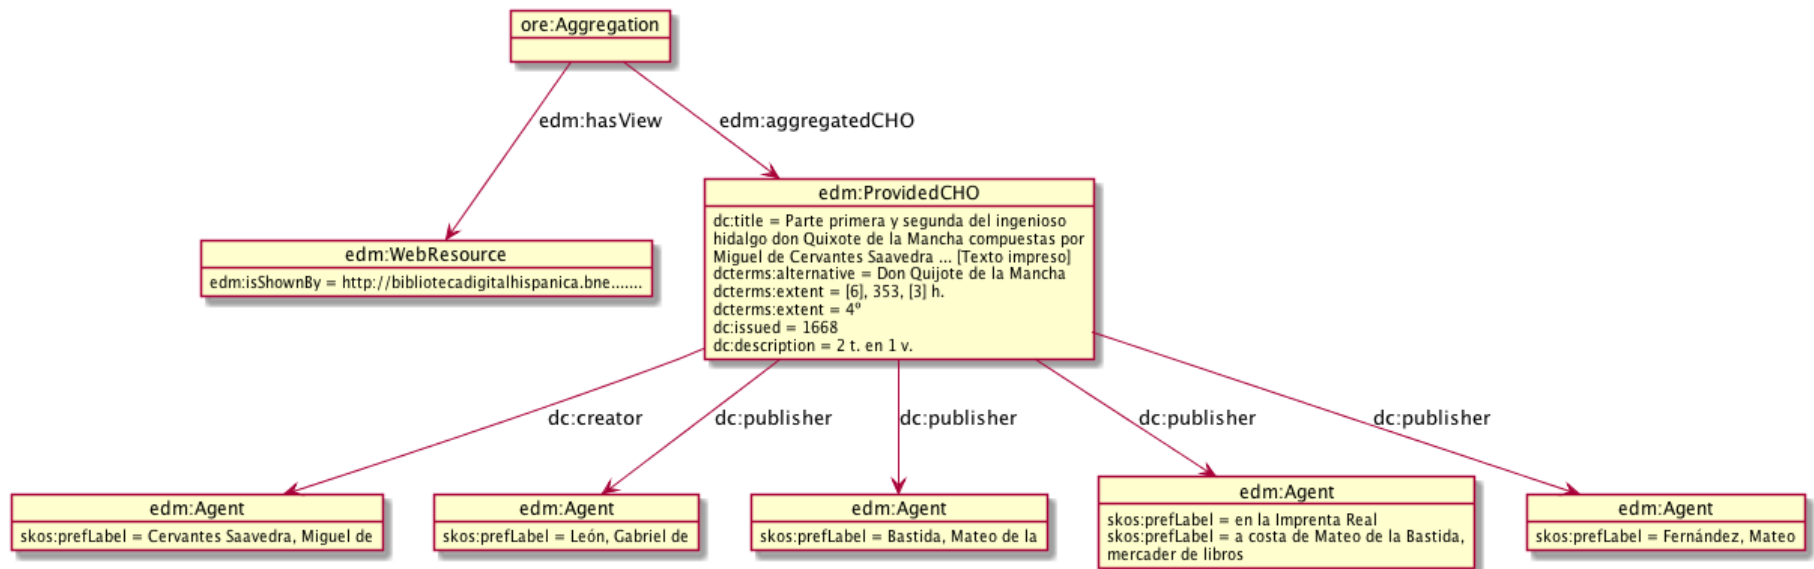 ore:Aggregation
edm:hasView
edm:aggregatedCHO
edm:ProvidedCHO
dc:title = Parte primera y segunda del ingenioso
hidalgo don Quixote de la Mancha compuestas por
Miguel de Cervantes Saavedra ... [Texto impreso]
dcterms:alternative = Don Quijote de la Mancha
dcterms:extent = [6], 353, [3] h.
dcterms:extent = 4º
dc:issued = 1668
dc:description = 2 t. en 1 v.
edm:WebResource
edm:isShownBy = http://bibliotecadigitalhispanica.bne.......
dc:creator
dc:publisher
dc:publisher
dc:publisher
dc:publisher
edm:Agent
skos:prefLabel = Cervantes Saavedra, Miguel de
edm:Agent
skos:prefLabel = León, Gabriel de
edm:Agent
skos:prefLabel = Bastida, Mateo de la
edm:Agent
skos:prefLabel = en la Imprenta Real
skos:prefLabel = a costa de Mateo de la Bastida,
mercader de libros
edm:Agent
skos:prefLabel = Fernández, Mateo